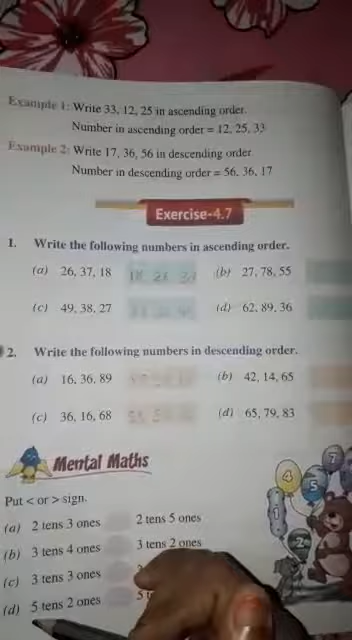 Example 1: Write 33, 12, 25 in ascending order.
Number in ascending order = 12, 25, 33
Example 2: Write 17, 36, 56 in descending order.
Number in descending order = 56, 36, 17
Exercise-4.7
1. Write the following numbers in ascending order.
(a) 26, 37, 18 (b) 27, 78, 55
(c) 49, 38, 27 (d) 62, 89, 36
2. Write the following numbers in descending order.
(a) 16, 36, 89 (b) 42, 14, 65
(c) 36, 16, 68 (d) 65, 79, 83
Mental Maths
Put < or > sign.
(a) 2 tens 3 ones 2 tens 5 ones
(b) 3 tens 4 ones 3 tens 2 ones
(c) 3 tens 3 ones
(d) 5 tens 2 ones
4
5
7
1
2